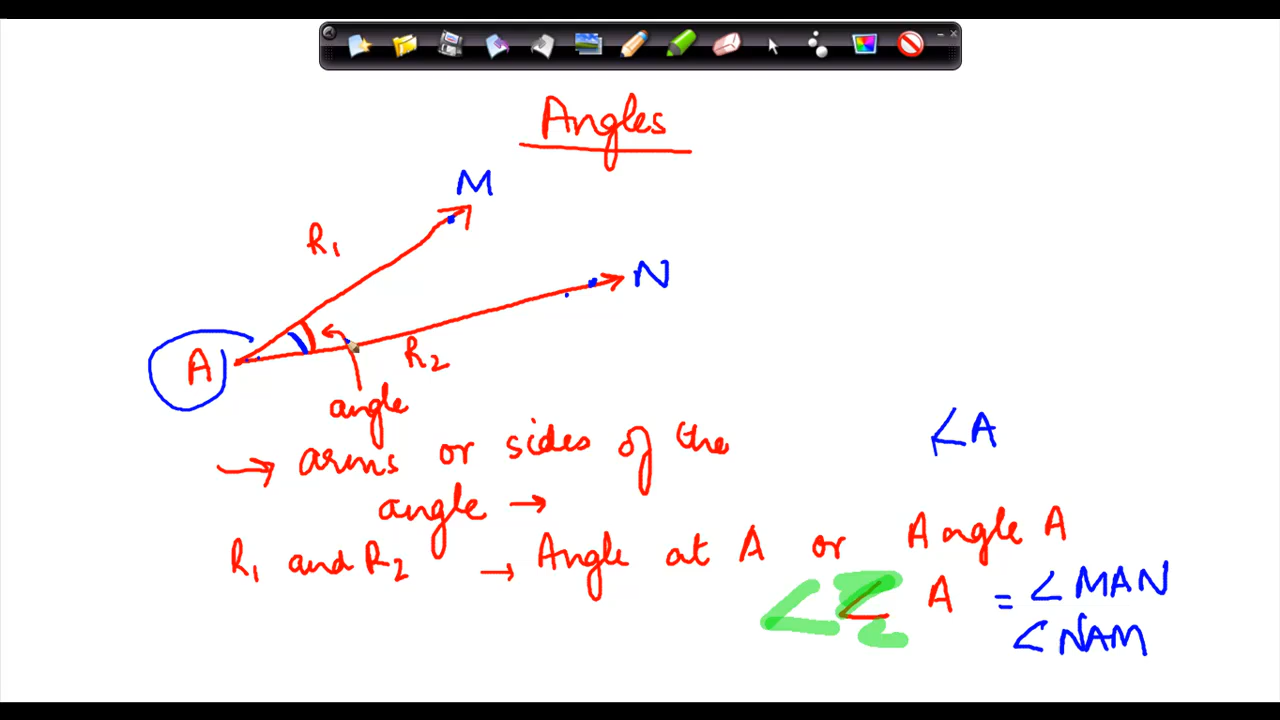 Angles
M
R1
N
A
R2
angle
→ arms or sides of the
∠A
angle →
R1 and R2 → Angle at A or Angle A
∠ ∠ A = ∠MAN
∠NAM